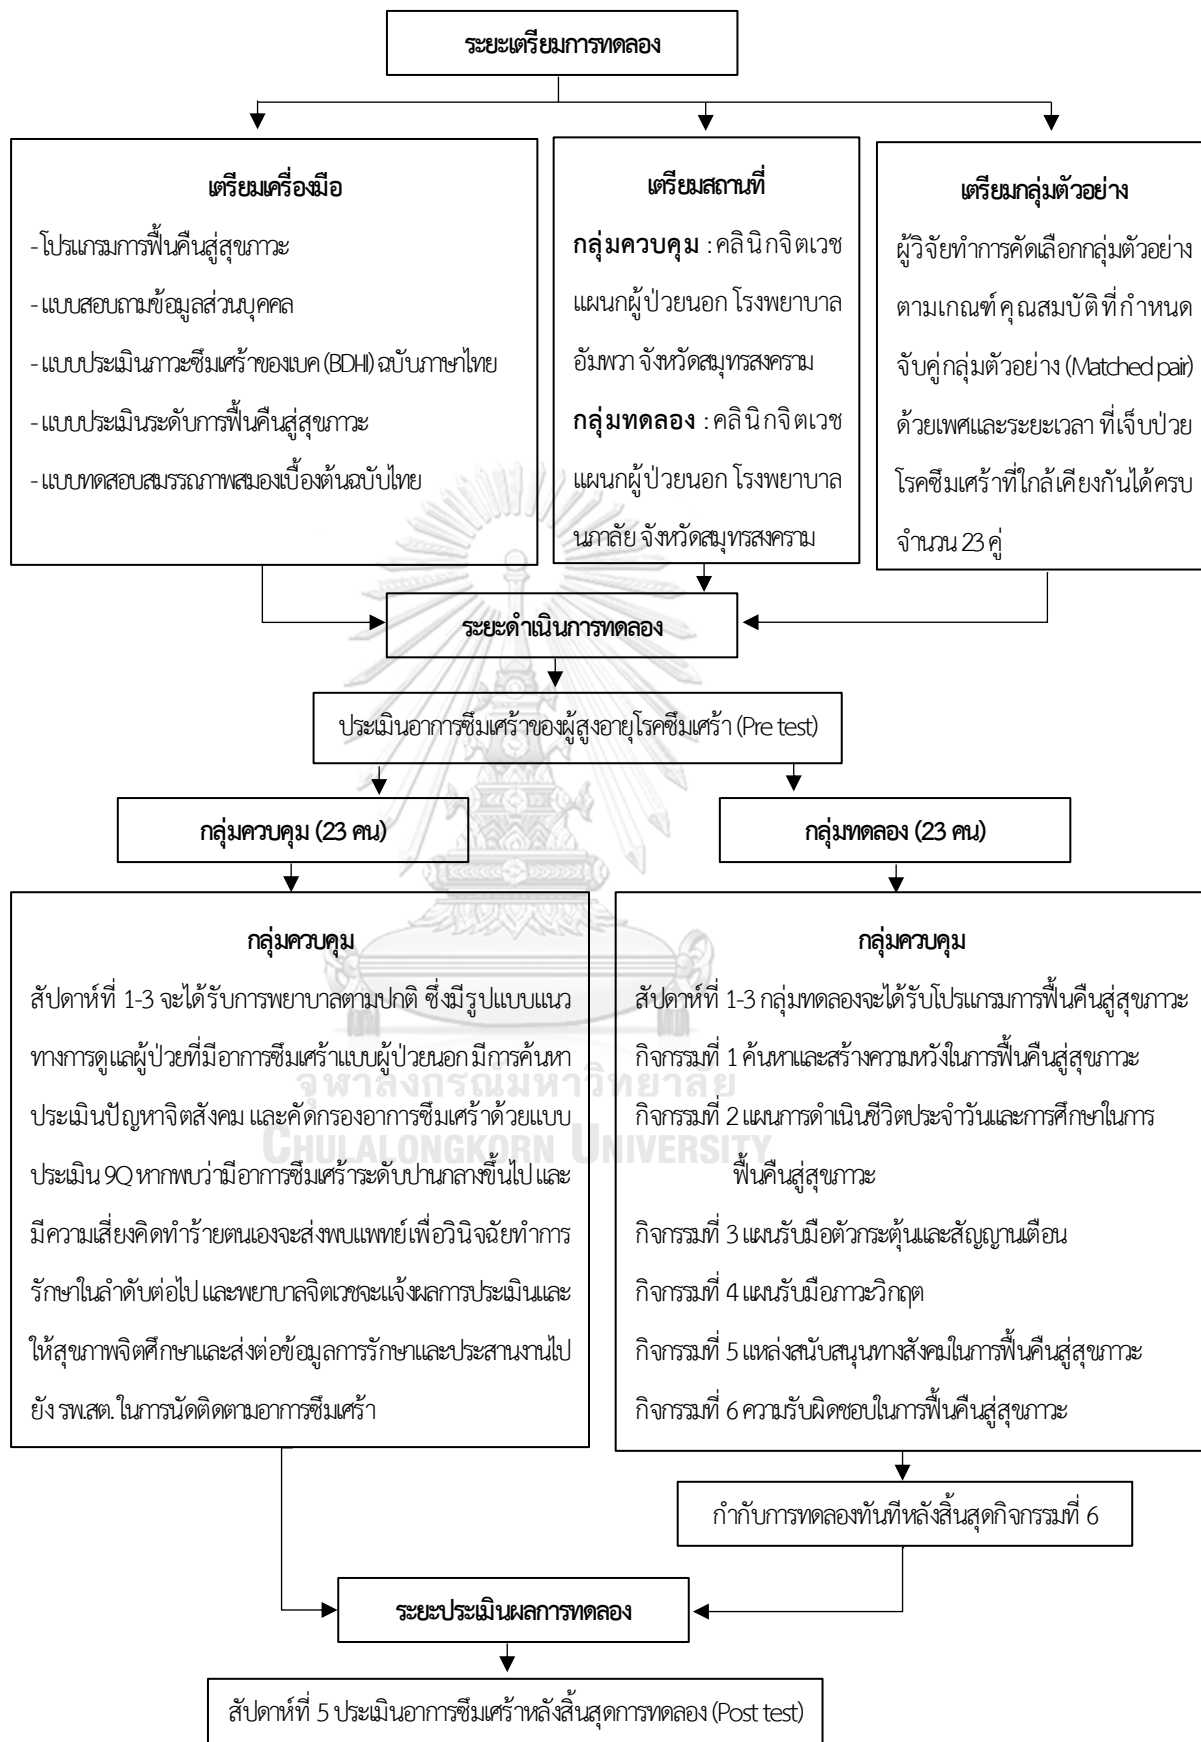 ระยะเตรียมการทดลอง
เตรียมเครื่องมือ
- โปรแกรมการฟื้นคืนสู่สุขภาวะ
- แบบสอบถามข้อมูลส่วนบุคคล
- แบบประเมินภาวะซึมเศร้าของเบค (BDHI) ฉบับภาษาไทย
- แบบประเมินระดับการฟื้นคืนสู่สุขภาวะ
- แบบทดสอบสมรรถภาพสมองเบื้องต้นฉบับไทย
เตรียมสถานที่
กลุ่มควบคุม : คลินิกจิตเวช
แผนกผู้ป่วยนอก โรงพยาบาล
อัมพวา จังหวัดสมุทรสงคราม
กลุ่มทดลอง : คลินิกจิตเวช
แผนกผู้ป่วยนอก โรงพยาบาล
นภาลัย จังหวัดสมุทรสงคราม
เตรียมกลุ่มตัวอย่าง
ผู้วิจัยทำการคัดเลือกกลุ่มตัวอย่าง
ตามเกณฑ์คุณสมบัติที่กำหนด
จับคู่กลุ่มตัวอย่าง (Matched pair)
ด้วยเพศและระยะเวลา ที่เจ็บป่วย
โรคซึมเศร้าที่ใกล้เคียงกันได้ครบ
จำนวน 23 คู่
ระยะดำเนินการทดลอง
ประเมินอาการซึมเศร้าของผู้สูงอายุโรคซึมเศร้า (Pre test)
กลุ่มควบคุม (23 คน)
กลุ่มทดลอง (23 คน)
กลุ่มควบคุม
สัปดาห์ที่ 1-3 จะได้รับการพยาบาลตามปกติ ซึ่งมีรูปแบบแนว
ทางการดูแลผู้ป่วยที่มีอาการซึมเศร้าแบบผู้ป่วยนอก มีการค้นหา
ประเมินปัญหาจิตสังคม และคัดกรองอาการซึมเศร้าด้วยแบบ
ประเมิน 9Q หากพบว่ามีอาการซึมเศร้าระดับปานกลางขึ้นไป และ
มีความเสี่ยงคิดทำร้ายตนเองจะส่งพบแพทย์เพื่อวินิจฉัยทำการ
รักษาในลำดับต่อไป และพยาบาลจิตเวชจะแจ้งผลการประเมินและ
ให้สุขภาพจิตศึกษาและส่งต่อข้อมูลการรักษาและประสานงานไป
ยัง รพ.สต. ในการนัดติดตามอาการซึมเศร้า
กลุ่มควบคุม
สัปดาห์ที่ 1-3 กลุ่มทดลองจะได้รับโปรแกรมการฟื้นคืนสู่สุขภาวะ
กิจกรรมที่ 1 ค้นหาและสร้างความหวังในการฟื้นคืนสู่สุขภาวะ
กิจกรรมที่ 2 แผนการดำเนินชีวิตประจำวันและการศึกษาในการ
ฟื้นคืนสู่สุขภาวะ
กิจกรรมที่ 3 แผนรับมือตัวกระตุ้นและสัญญานเตือน
กิจกรรมที่ 4 แผนรับมือภาวะวิกฤต
กิจกรรมที่ 5 แหล่งสนับสนุนทางสังคมในการฟื้นคืนสู่สุขภาวะ
กิจกรรมที่ 6 ความรับผิดชอบในการฟื้นคืนสู่สุขภาวะ
จุฬาลงกรณ์มหาวิทยาลัย
CHULALONGKORN UNIVERSITY
กำกับการทดลองทันทีหลังสิ้นสุดกิจกรรมที่ 6
ระยะประเมินผลการทดลอง
สัปดาห์ที่ 5 ประเมินอาการซึมเศร้าหลังสิ้นสุดการทดลอง (Post test)